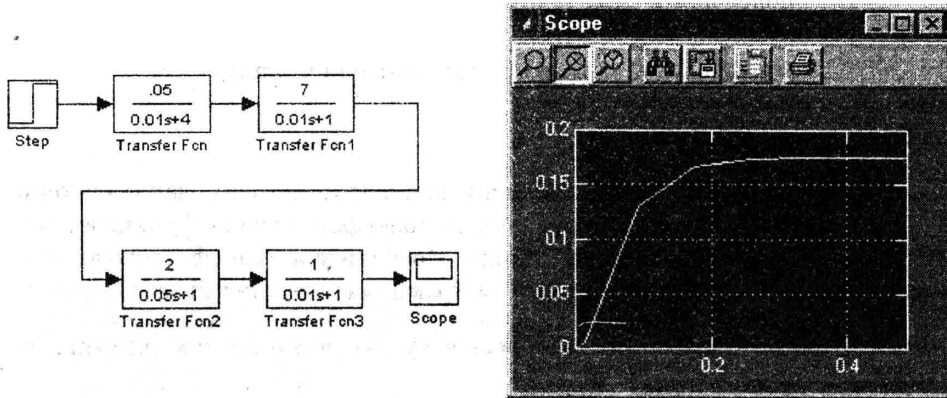 Step
.05
0.01s+4
Transfer Fcn
7
0.01s+1
Transfer Fcn1
2
0.05s+1
Transfer Fcn2
1
0.01s+1
Transfer Fcn3
Scope
Scope
0.2
0.15
0.1
0.05
0
0.2
0.4